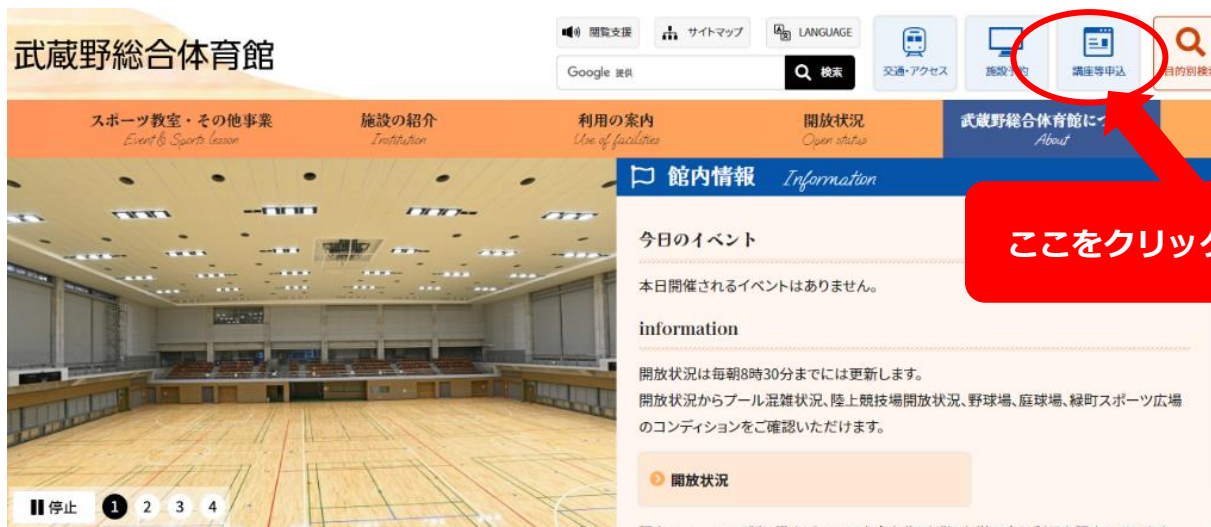 武蔵野総合体育館
閲覧支援
サイトマップ
LANGUAGE
Google 提供
検索
交通・アクセス
施設予約
講座等申込
目的別検索
スポーツ教室・その他事業
Event & Sports lesson
施設の紹介
Institution
利用の案内
Use of facilities
開放状況
Open status
武蔵野総合体育館につ
About
館内情報 Information
今日のイベント
本日開催されるイベントはありません。
information
開放状況は毎朝8時30分までには更新します。
開放状況からプール混雑状況、陸上競技場開放状況、野球場、庭球場、緑町スポーツ広場
のコンディションをご確認いただけます。
開放状況
ここをクリック
停止 1 2 3 4